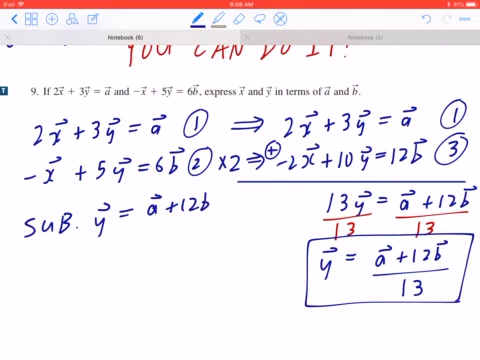 iPad
9:08 AM
Notebook (6)
Notebook (5)
YOU CAN DO IT!
T
9. If 2x⃗ + 3y⃗ = a⃗ and −x⃗ + 5y⃗ = 6b⃗, express x⃗ and y⃗ in terms of a⃗ and b⃗.
2x⃗ + 3y⃗ = a⃗ ① ⟹ 2x⃗ + 3y⃗ = a⃗ ①
−x⃗ + 5y⃗ = 6b⃗ ② ×2 ⟹ ⊕ −2x⃗ + 10y⃗ = 12b⃗ ③
13y⃗ = a⃗ + 12b⃗
13 13
SUB. y⃗ = a⃗ + 12b
y⃗ = a⃗ + 12b⃗
13